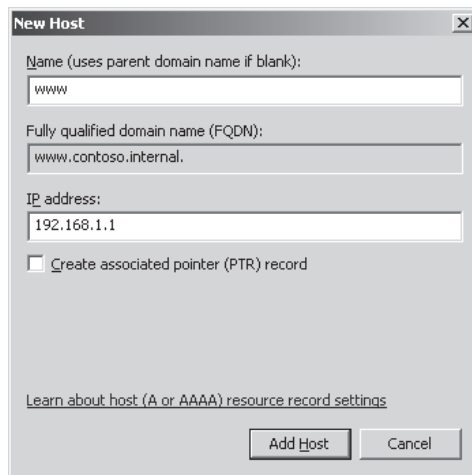 New Host
Name (uses parent domain name if blank):
www
Fully qualified domain name (FQDN):
www.contoso.internal.
IP address:
192.168.1.1
Create associated pointer (PTR) record
Learn about host (A or AAAA) resource record settings
Add Host
Cancel